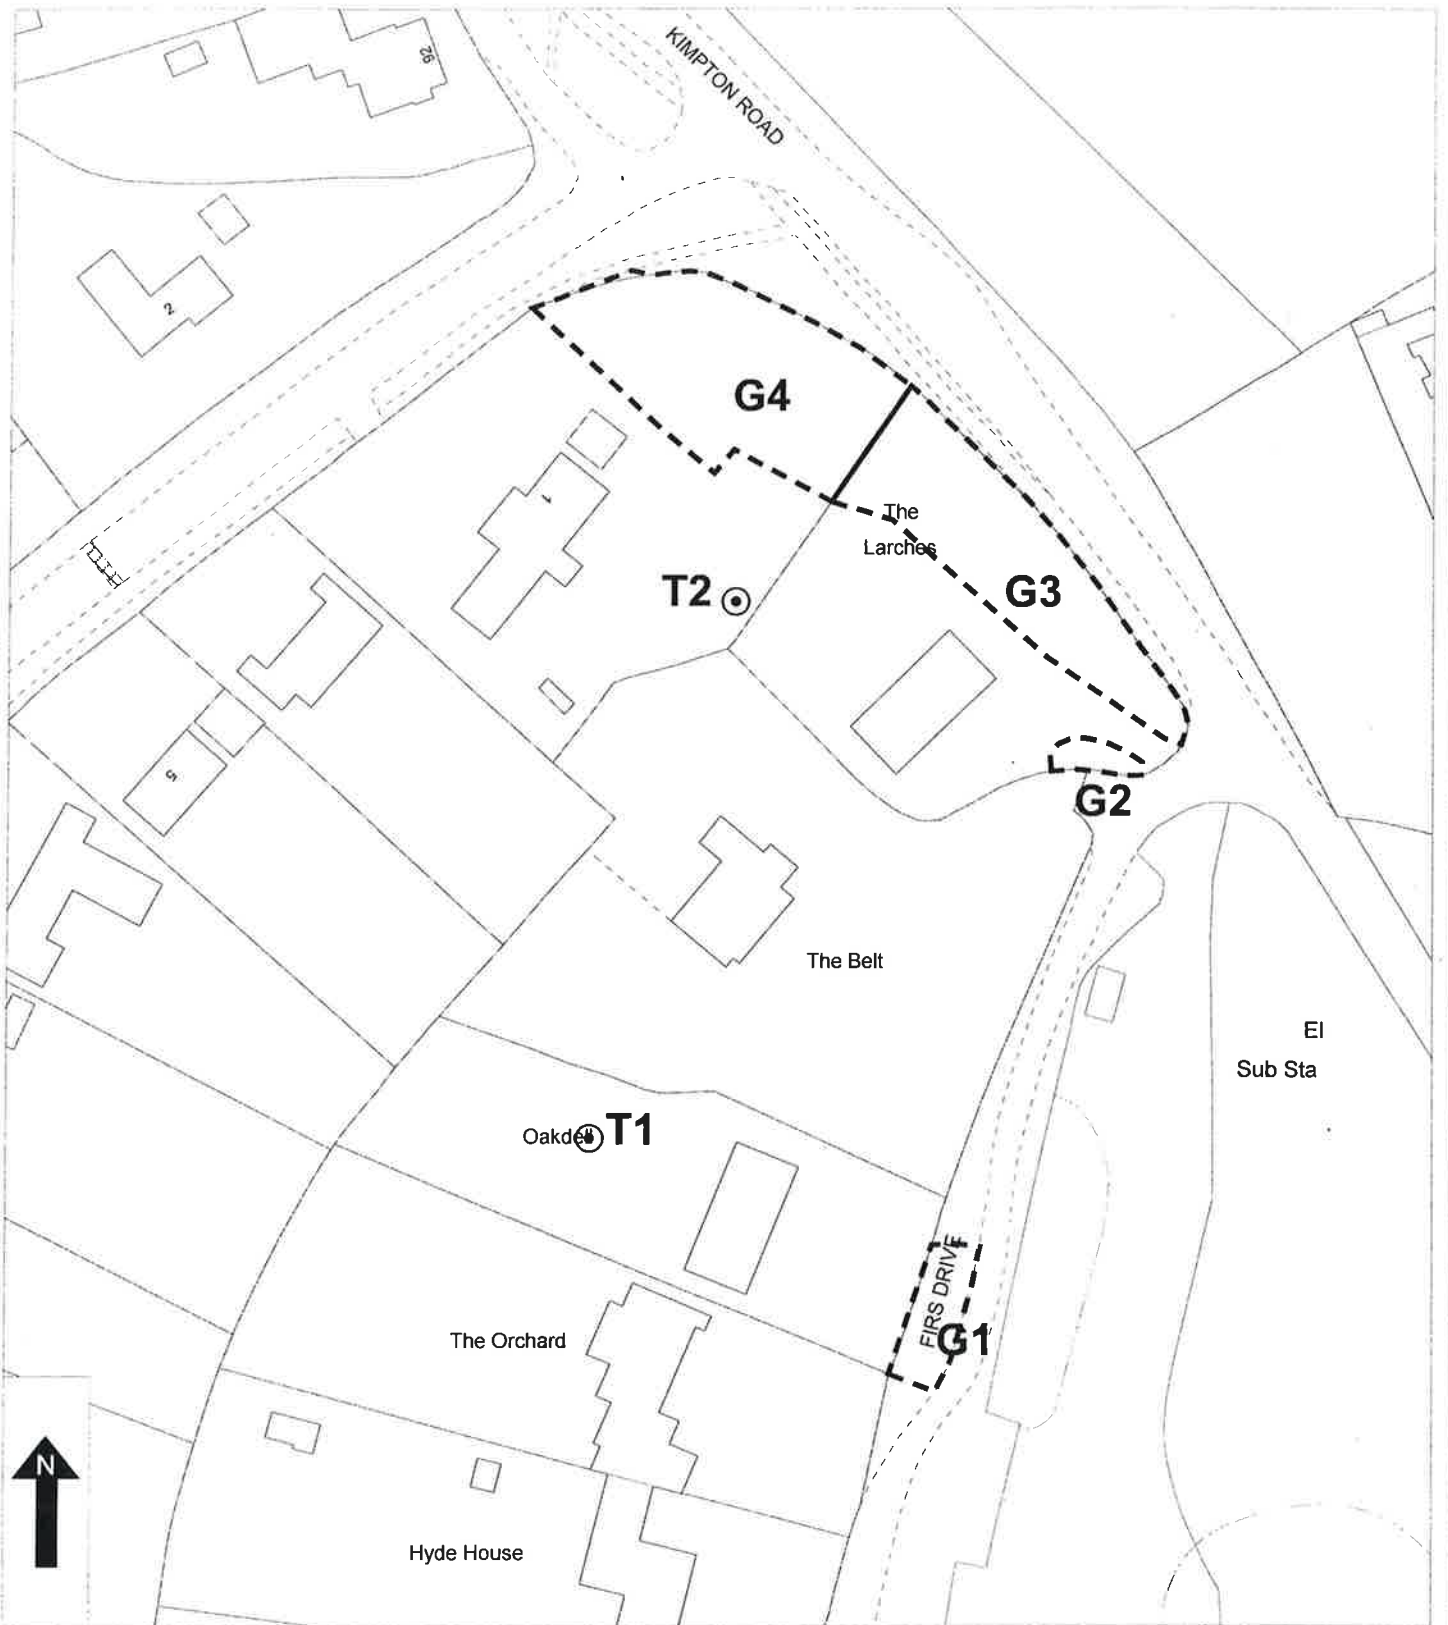 92
KIMPTON ROAD
2
G4
1
The
Larches
T2
G3
5
G2
The Belt
El
Sub Sta
Oakdell
T1
FIRS DRIVE
G1
The Orchard
N
Hyde House